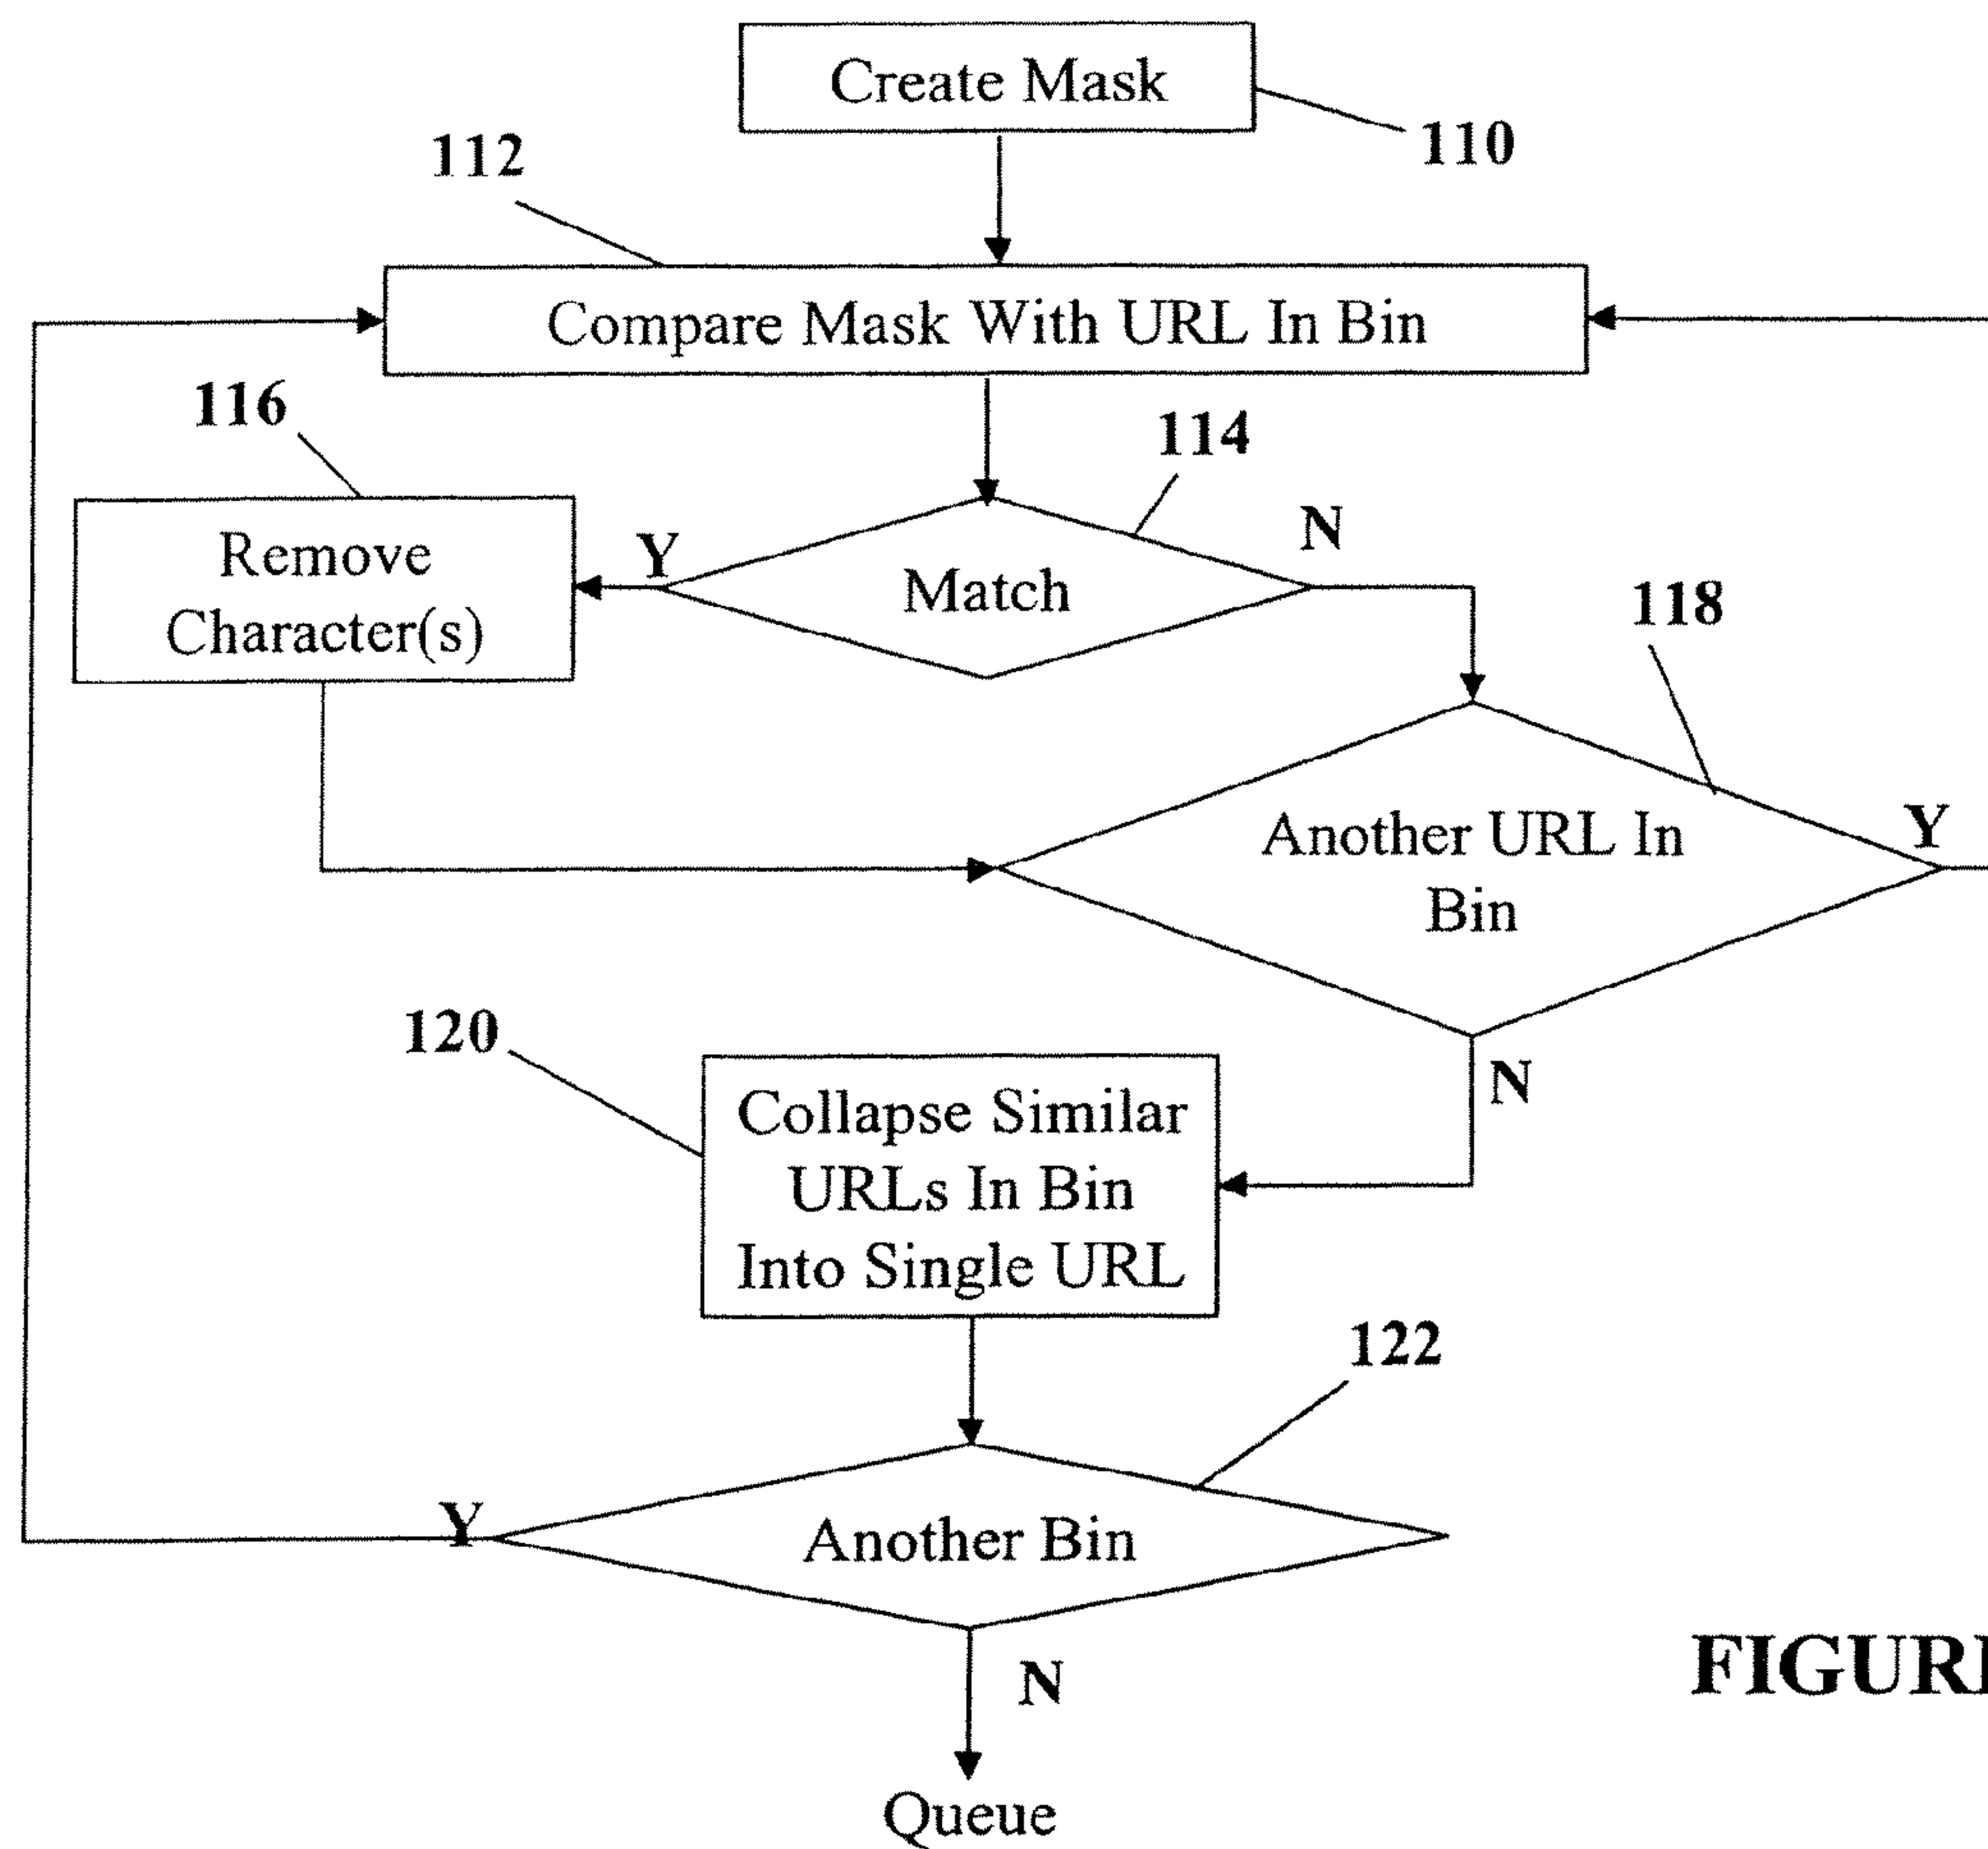 Create Mask
110
112
Compare Mask With URL In Bin
116
114
Y
N
Remove
Character(s)
Match
118
Another URL In
Bin
Y
N
120
Collapse Similar
URLs In Bin
Into Single URL
122
Y
Another Bin
N
Queue